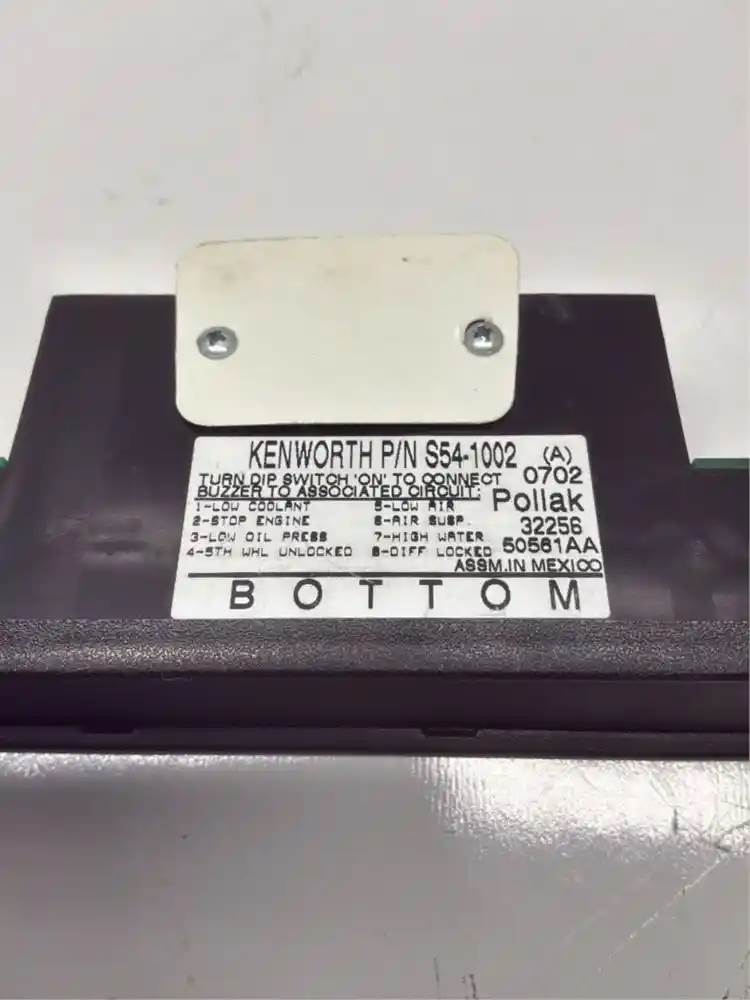 KENWORTH P/N S54-1002 (A)
TURN DIP SWITCH 'ON' TO CONNECT 0702
BUZZER TO ASSOCIATED CIRCUIT: Pollak
1-LOW COOLANT 5-LOW AIR
2-STOP ENGINE 6-AIR SUSP. 32256
3-LOW OIL PRESS 7-HIGH WATER
4-5TH WHL UNLOCKED 8-DIFF LOCKED 50561AA
ASSM.IN MEXICO
BOTTOM